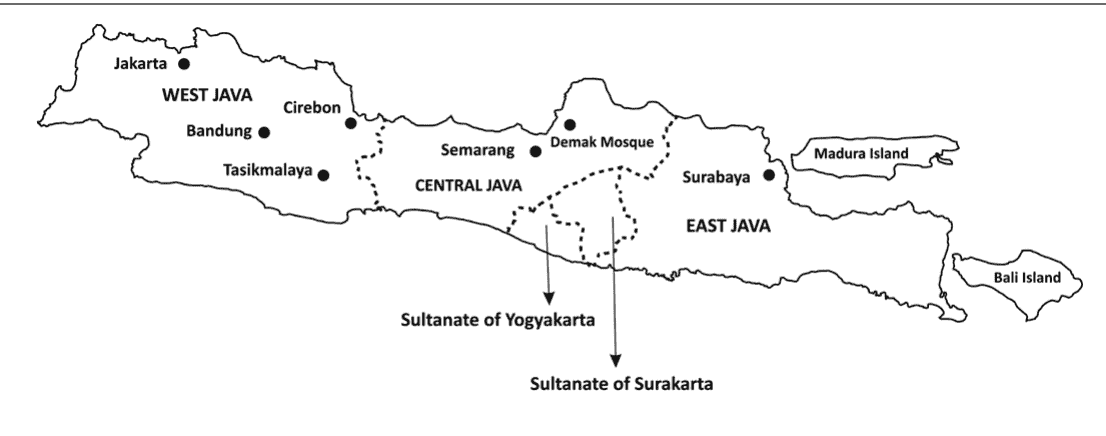 Jakarta
WEST JAVA
Cirebon
Bandung
Tasikmalaya
Semarang
Demak Mosque
CENTRAL JAVA
Surabaya
EAST JAVA
Madura Island
Bali Island
Sultanate of Yogyakarta
Sultanate of Surakarta